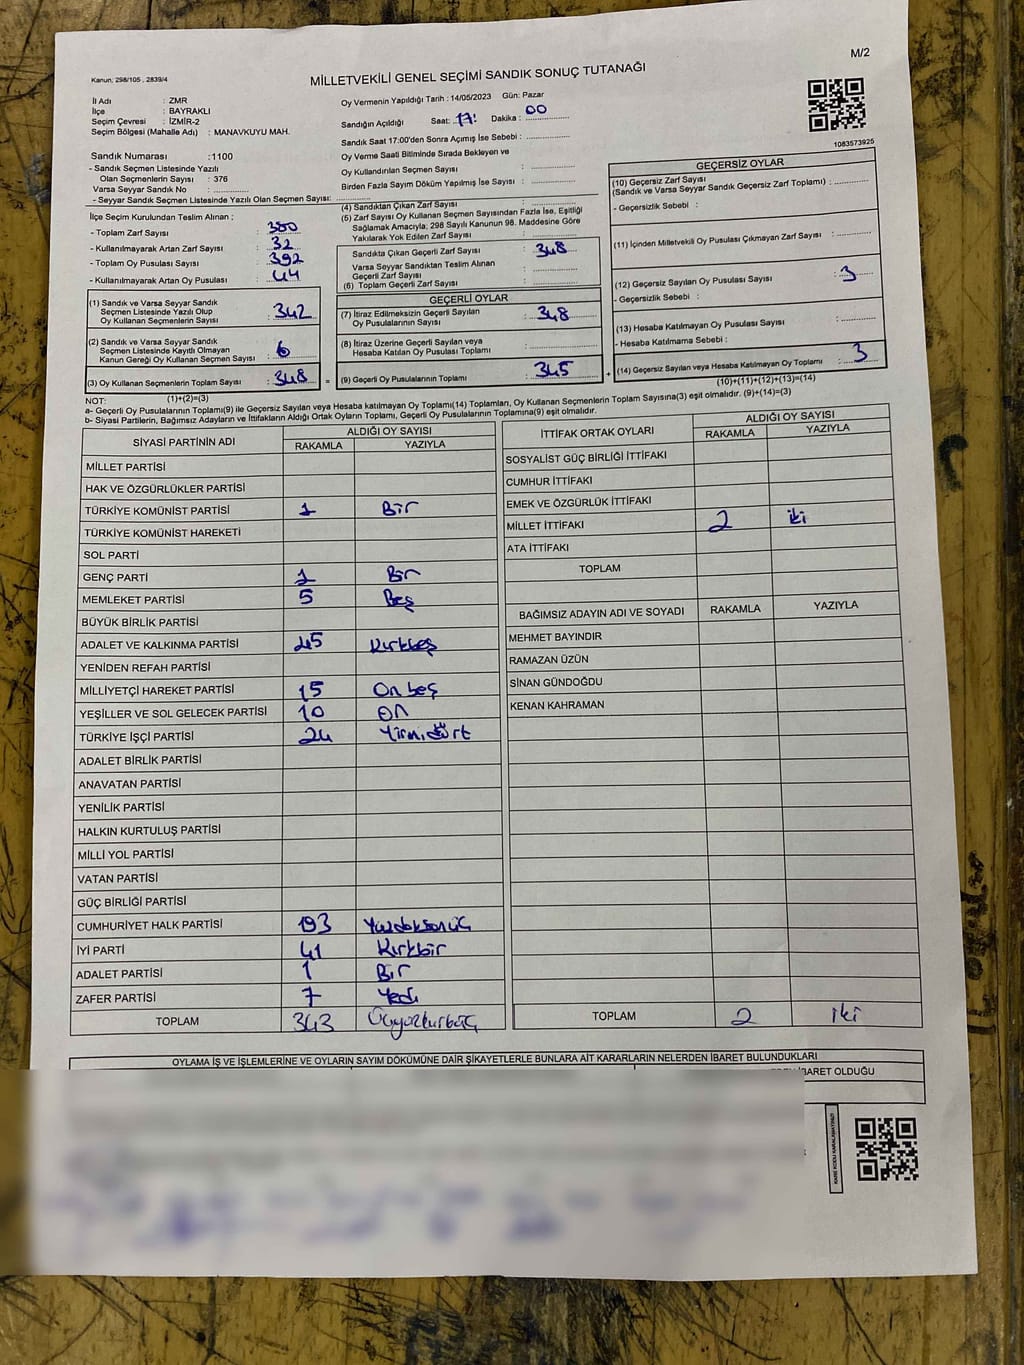 M/2
Kanun, 298/105 , 2839/4
MİLLETVEKİLİ GENEL SEÇİMİ SANDIK SONUÇ TUTANAĞI
İl Adı : ZMR
İlçe : BAYRAKLI
Seçim Çevresi : İZMİR-2
Seçim Bölgesi (Mahalle Adı) : MANAVKUYU MAH.
Oy Vermenin Yapıldığı Tarih : 14/05/2023 Gün: Pazar
Sandığın Açıldığı Saat: 17: Dakika : 00
Sandık Saat 17:00'den Sonra Açımış İse Sebebi :
1083573925
Sandık Numarası :1100
- Sandık Seçmen Listesinde Yazılı
Olan Seçmenlerin Sayısı : 376
Varsa Seyyar Sandık No :
- Seyyar Sandık Seçmen Listesinde Yazılı Olan Seçmen Sayısı:
Oy Verme Saati Bitiminde Sırada Bekleyen ve
Oy Kullandırılan Seçmen Sayısı :
Birden Fazla Sayım Döküm Yapılmış İse Sayısı :
İlçe Seçim Kurulundan Teslim Alınan ;
- Toplam Zarf Sayısı : 380
- Kullanılmayarak Artan Zarf Sayısı : 32
- Toplam Oy Pusulası Sayısı : 392
- Kullanılmayarak Artan Oy Pusulası : 44
(1) Sandık ve Varsa Seyyar Sandık
Seçmen Listesinde Yazılı Olup
Oy Kullanan Seçmenlerin Sayısı : 342
(2) Sandık ve Varsa Seyyar Sandık
Seçmen Listesinde Kayıtlı Olmayan
Kanun Gereği Oy Kullanan Seçmen Sayısı : 6
(3) Oy Kullanan Seçmenlerin Toplam Sayısı : 348
(1)+(2)=(3)
(4) Sandıktan Çıkan Zarf Sayısı :
(5) Zarf Sayısı Oy Kullanan Seçmen Sayısından Fazla İse, Eşitliği
Sağlamak Amacıyla; 298 Sayılı Kanunun 98. Maddesine Göre
Yakılarak Yok Edilen Zarf Sayısı :
Sandıkta Çıkan Geçerli Zarf Sayısı : 348
Varsa Seyyar Sandıktan Teslim Alınan
Geçerli Zarf Sayısı :
(6) Toplam Geçerli Zarf Sayısı :
GEÇERLİ OYLAR
(7) İtiraz Edilmeksizin Geçerli Sayılan
Oy Pusulalarının Sayısı : 348
(8) İtiraz Üzerine Geçerli Sayılan veya
Hesaba Katılan Oy Pusulası Toplamı :
= (9) Geçerli Oy Pusulalarının Toplamı : 345 +
GEÇERSİZ OYLAR
(10) Geçersiz Zarf Sayısı
(Sandık ve Varsa Seyyar Sandık Geçersiz Zarf Toplamı) :
- Geçersizlik Sebebi :
(11) İçinden Milletvekili Oy Pusulası Çıkmayan Zarf Sayısı :
(12) Geçersiz Sayılan Oy Pusulası Sayısı : 3
- Geçersizlik Sebebi :
(13) Hesaba Katılmayan Oy Pusulası Sayısı :
- Hesaba Katılmama Sebebi :
(14) Geçersiz Sayılan veya Hesaba Katılmayan Oy Toplamı : 3
(10)+(11)+(12)+(13)=(14)
NOT:
a- Geçerli Oy Pusulalarının Toplamı(9) ile Geçersiz Sayılan veya Hesaba katılmayan Oy Toplamı(14) Toplamları, Oy Kullanan Seçmenlerin Toplam Sayısına(3) eşit olmalıdır. (9)+(14)=(3)
b- Siyasi Partilerin, Bağımsız Adayların ve İttifakların Aldığı Ortak Oyların Toplamı, Geçerli Oy Pusulalarının Toplamına(9) eşit olmalıdır.
SİYASİ PARTİNİN ADI ALDIĞI OY SAYISI
RAKAMLA YAZIYLA
MİLLET PARTİSİ
HAK VE ÖZGÜRLÜKLER PARTİSİ
TÜRKİYE KOMÜNİST PARTİSİ 1 Bir
TÜRKİYE KOMÜNİST HAREKETİ
SOL PARTİ
GENÇ PARTİ 1 Bir
MEMLEKET PARTİSİ 5 Beş
BÜYÜK BİRLİK PARTİSİ
ADALET VE KALKINMA PARTİSİ 45 Kırkbeş
YENİDEN REFAH PARTİSİ
MİLLİYETÇİ HAREKET PARTİSİ 15 On beş
YEŞİLLER VE SOL GELECEK PARTİSİ 10 On
TÜRKİYE İŞÇİ PARTİSİ 24 Yirmidört
ADALET BİRLİK PARTİSİ
ANAVATAN PARTİSİ
YENİLİK PARTİSİ
HALKIN KURTULUŞ PARTİSİ
MİLLİ YOL PARTİSİ
VATAN PARTİSİ
GÜÇ BİRLİĞİ PARTİSİ
CUMHURİYET HALK PARTİSİ 193 Yüzdoksanüç
İYİ PARTİ 41 Kırkbir
ADALET PARTİSİ 1 Bir
ZAFER PARTİSİ 7 Yedi
TOPLAM 343 Üçyüzkırküç
İTTİFAK ORTAK OYLARI ALDIĞI OY SAYISI
RAKAMLA YAZIYLA
SOSYALİST GÜÇ BİRLİĞİ İTTİFAKI
CUMHUR İTTİFAKI
EMEK VE ÖZGÜRLÜK İTTİFAKI
MİLLET İTTİFAKI 2 iki
ATA İTTİFAKI
TOPLAM
BAĞIMSIZ ADAYIN ADI VE SOYADI RAKAMLA YAZIYLA
MEHMET BAYINDIR
RAMAZAN ÜZÜN
SİNAN GÜNDOĞDU
KENAN KAHRAMAN
TOPLAM 2 iki
OYLAMA İŞ VE İŞLEMLERİNE VE OYLARIN SAYIM DÖKÜMÜNE DAİR ŞİKAYETLERLE BUNLARA AİT KARARLARIN NELERDEN İBARET BULUNDUKLARI
İBARET OLDUĞU